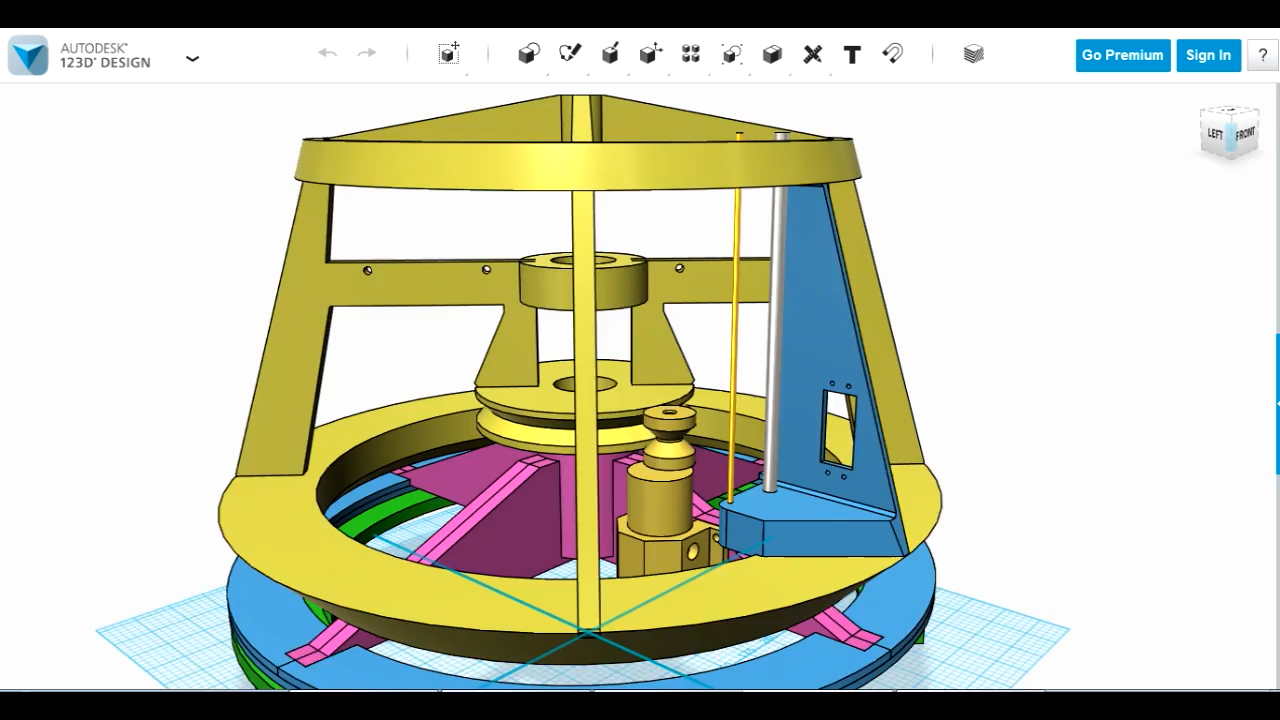 AUTODESK®
123D® DESIGN
Go Premium
Sign In
?
LEFT
FRONT